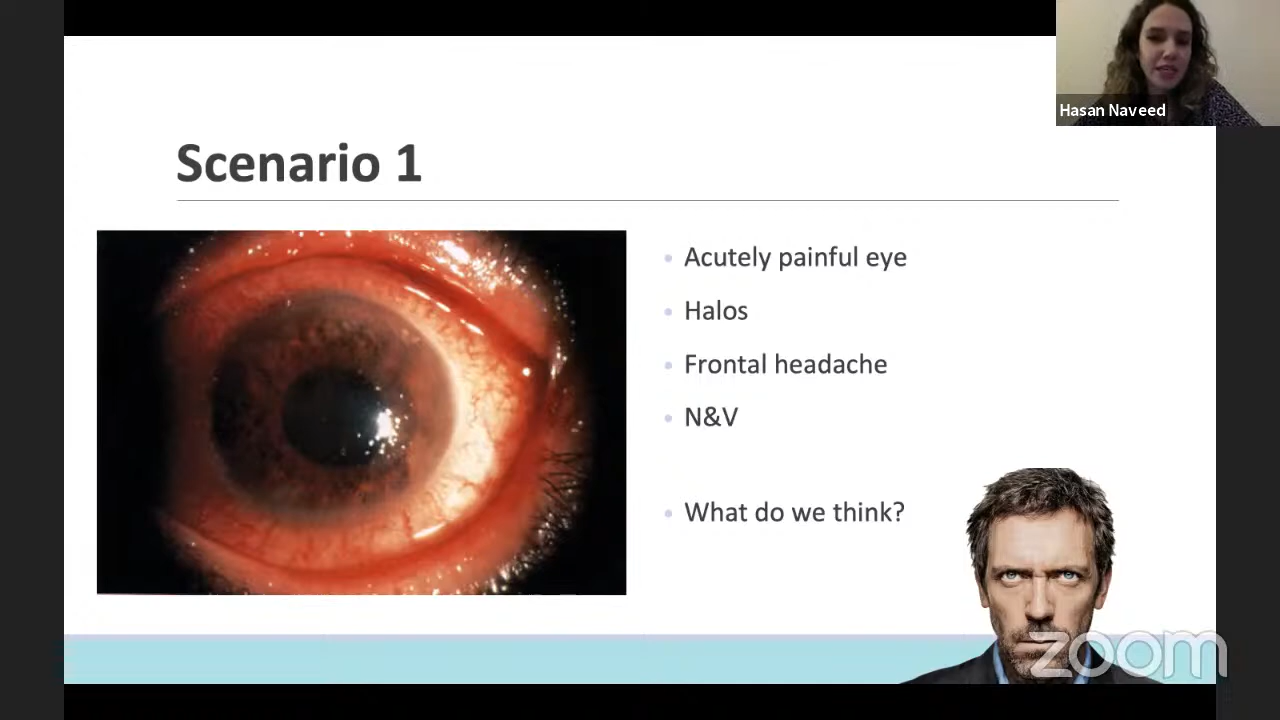 Hasan Naveed
Scenario 1
Acutely painful eye
Halos
Frontal headache
N&V
What do we think?
zoom